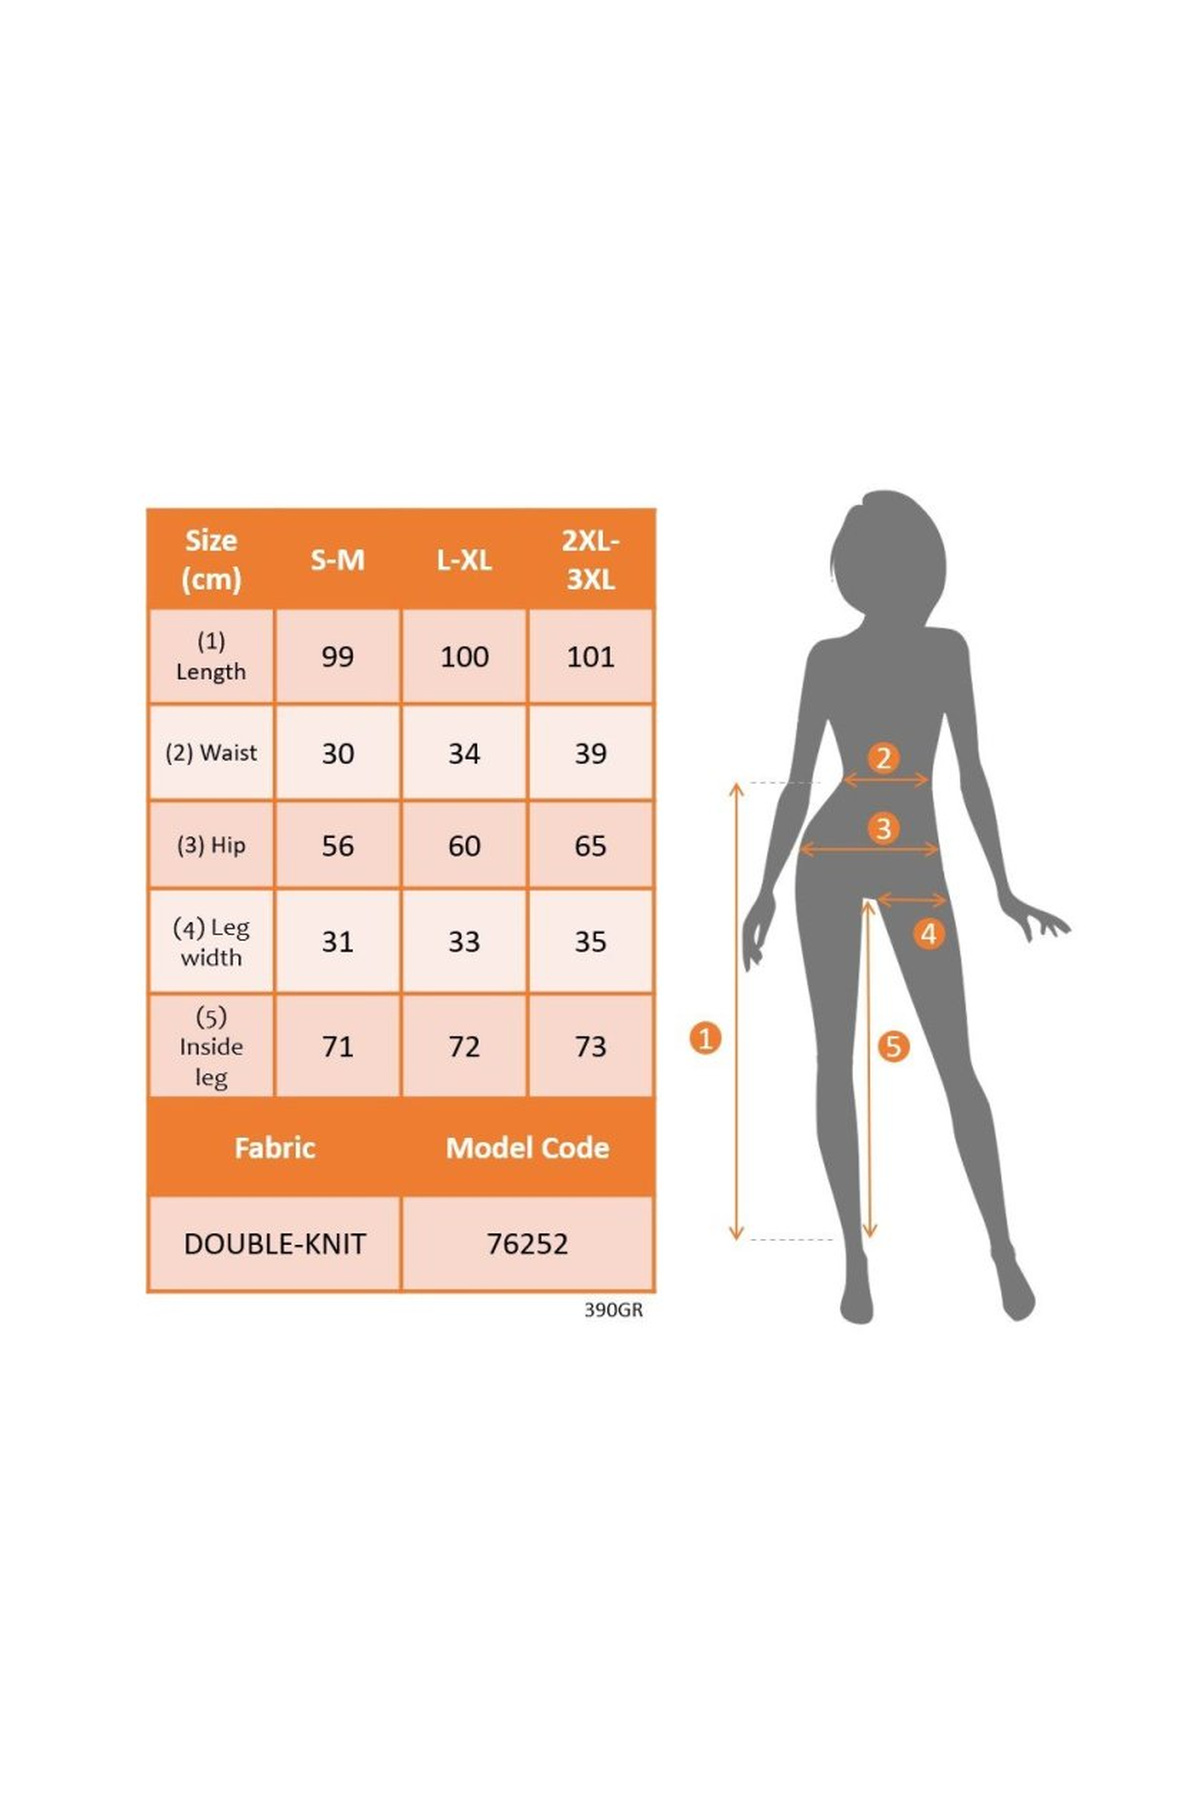 Size
(cm)
S-M
L-XL
2XL-
3XL
(1)
Length
99
100
101
(2) Waist
30
34
39
(3) Hip
56
60
65
(4) Leg
width
31
33
35
(5)
Inside
leg
71
72
73
Fabric
Model Code
DOUBLE-KNIT
76252
390GR
2
3
4
1
5